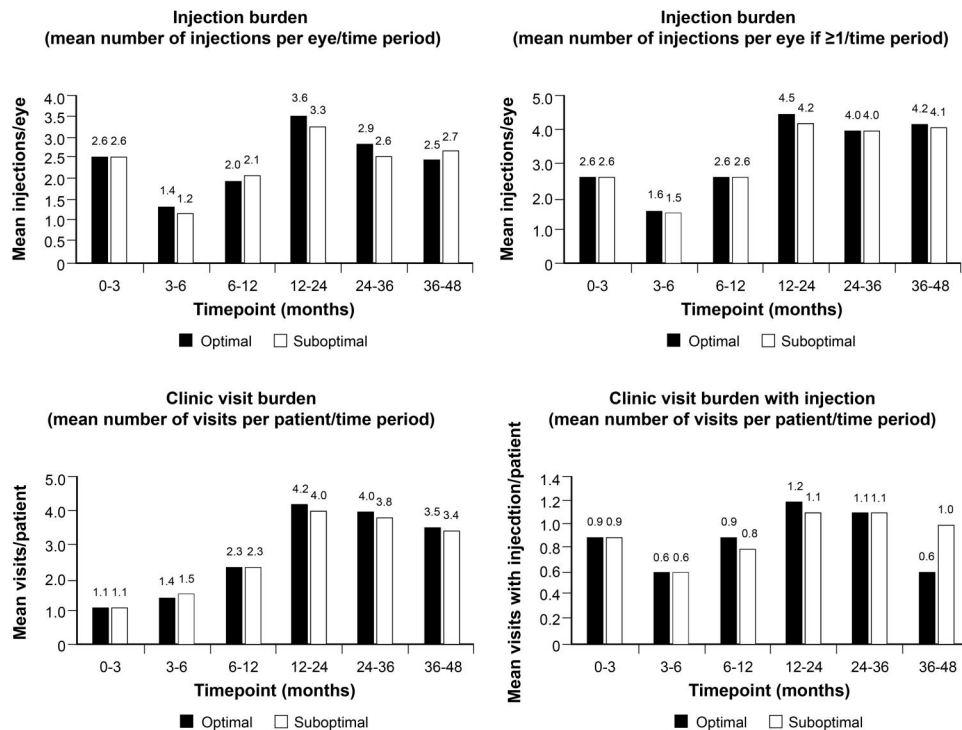 Injection burden
(mean number of injections per eye/time period)
Mean injections/eye
4.0
3.5
3.0
2.5
2.0
1.5
1.0
0.5
0
2.6 2.6
1.4 1.2
2.0 2.1
3.6 3.3
2.9 2.6
2.5 2.7
0-3 3-6 6-12 12-24 24-36 36-48
Timepoint (months)
Optimal Suboptimal
Injection burden
(mean number of injections per eye if ≥1/time period)
Mean injections/eye
5.0
4.0
3.0
2.0
1.0
0
2.6 2.6
1.6 1.5
2.6 2.6
4.5 4.2
4.0 4.0
4.2 4.1
0-3 3-6 6-12 12-24 24-36 36-48
Timepoint (months)
Optimal Suboptimal
Clinic visit burden
(mean number of visits per patient/time period)
Mean visits/patient
5.0
4.0
3.0
2.0
1.0
0
1.1 1.1
1.4 1.5
2.3 2.3
4.2 4.0
4.0 3.8
3.5 3.4
0-3 3-6 6-12 12-24 24-36 36-48
Timepoint (months)
Optimal Suboptimal
Clinic visit burden with injection
(mean number of visits per patient/time period)
Mean visits with injecdtion/patient
1.4
1.2
1.0
0.8
0.6
0.4
0.2
0
0.9 0.9
0.6 0.6
0.9 0.8
1.2 1.1
1.1 1.1
0.6 1.0
0-3 3-6 6-12 12-24 24-36 36-48
Timepoint (months)
Optimal Suboptimal